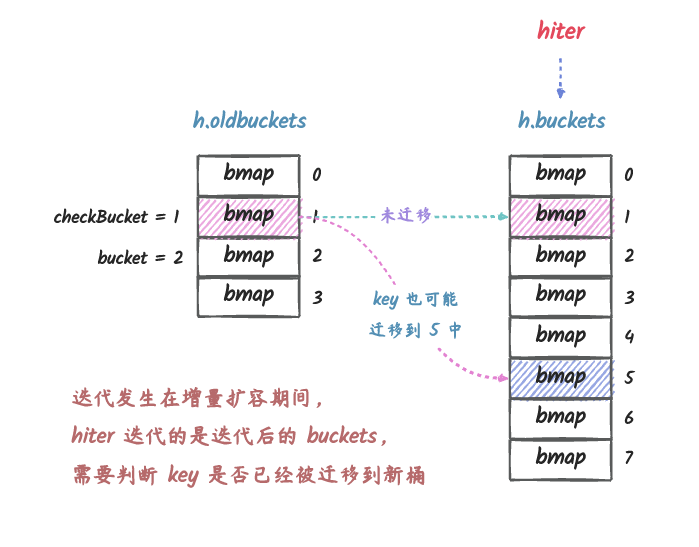 hiter
h.oldbuckets
h.buckets
bmap 0
checkBucket = 1 bmap 1
bucket = 2 bmap 2
bmap 3
未迁移
key 也可能
迁移到 5 中
bmap 0
bmap 1
bmap 2
bmap 3
bmap 4
bmap 5
bmap 6
bmap 7
迭代发生在增量扩容期间，
hiter 迭代的是迭代后的 buckets，
需要判断 key 是否已经被迁移到新桶